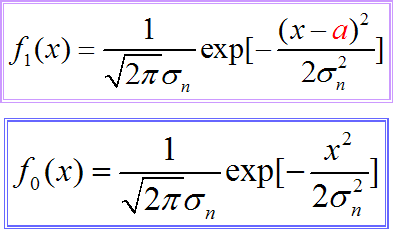 f₁(x) = 1/(√(2π)σₙ) exp[−(x−a)²/(2σₙ²)]
f₀(x) = 1/(√(2π)σₙ) exp[−x²/(2σₙ²)]